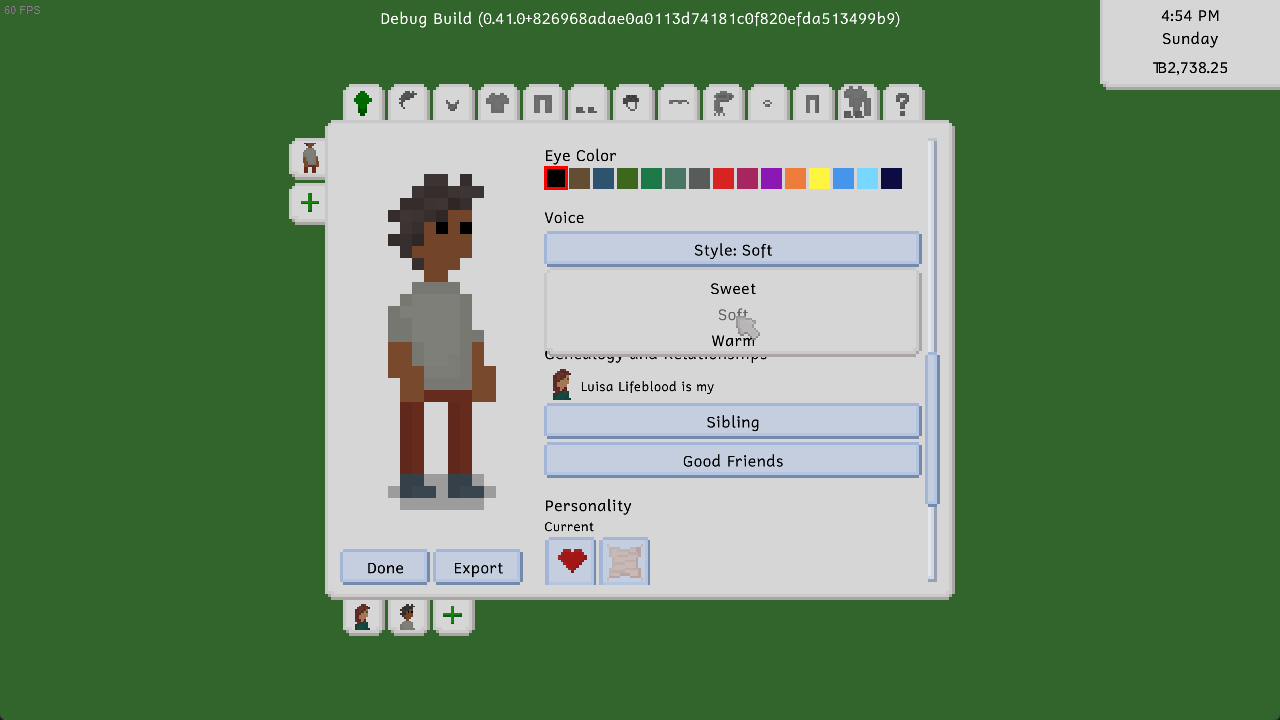 60 FPS
Debug Build (0.41.0+826968adae0a0113d74181c0f820efda513499b9)
4:54 PM
Sunday
₸B2,738.25
Eye Color
Voice
Style: Soft
Sweet
Soft
Warm
Genealogy and Relationships
Luisa Lifeblood is my
Sibling
Good Friends
Personality
Current
Done
Export